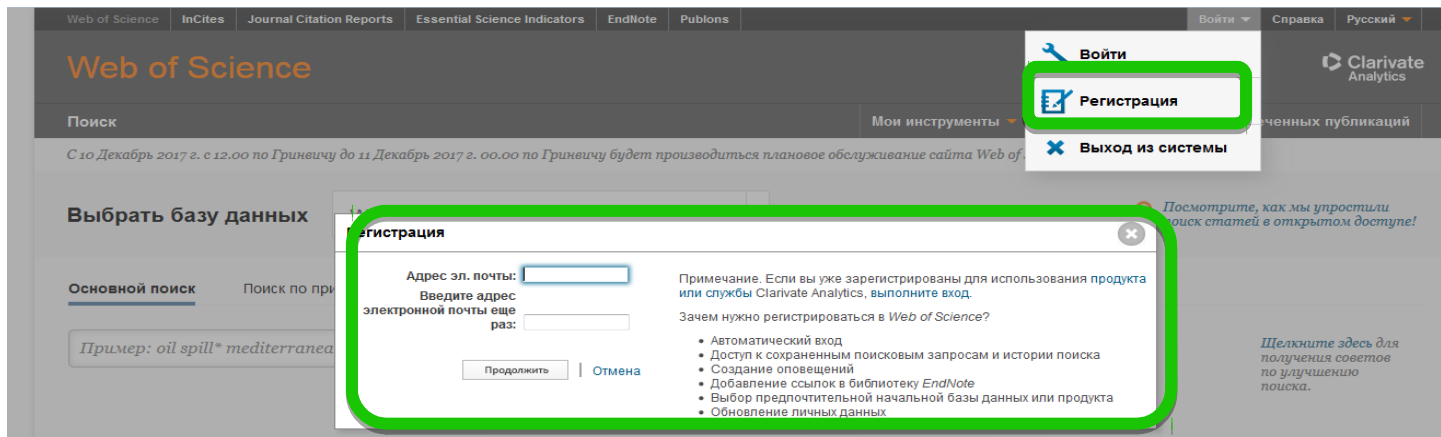 Web of Science InCites Journal Citation Reports Essential Science Indicators EndNote Publons Войти Справка Русский
Войти
Web of Science
Clarivate
Analytics
Регистрация
Поиск Мои инструменты ченных публикаций
Выход из системы
С 10 Декабрь 2017 г. с 12.00 по Гринвичу до 11 Декабрь 2017 г. 00.00 по Гринвичу будет производиться плановое обслуживание сайта Web of
Выбрать базу данных
Посмотрите, как мы упростили
поиск статей в открытом доступе!
Регистрация
Адрес эл. почты:
Введите адрес
электронной почты еще
раз:
Продолжить | Отмена
Примечание. Если вы уже зарегистрированы для использования продукта
или службы Clarivate Analytics, выполните вход.
Зачем нужно регистрироваться в Web of Science?
• Автоматический вход
• Доступ к сохраненным поисковым запросам и истории поиска
• Создание оповещений
• Добавление ссылок в библиотеку EndNote
• Выбор предпочтительной начальной базы данных или продукта
• Обновление личных данных
Основной поиск Поиск по при
Пример: oil spill* mediterranea
Щелкните здесь для
получения советов
по улучшению
поиска.